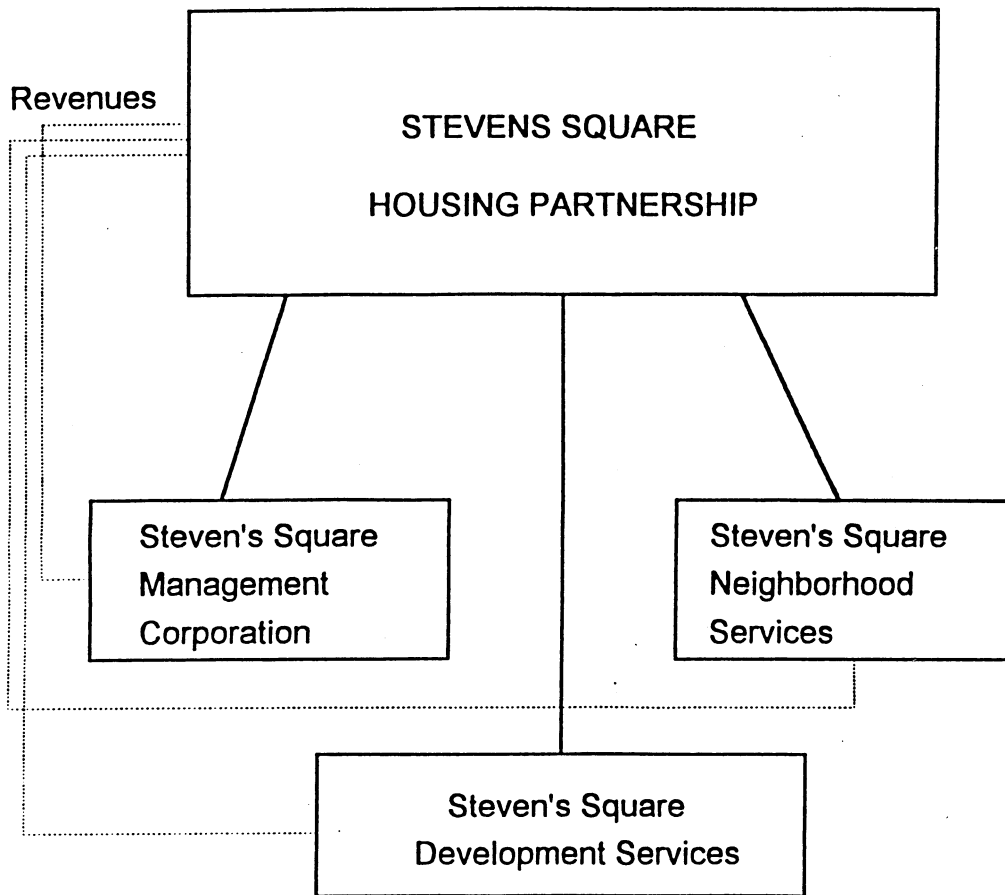 Revenues
STEVENS SQUARE
HOUSING PARTNERSHIP
Steven's Square
Management
Corporation
Steven's Square
Neighborhood
Services
Steven's Square
Development Services